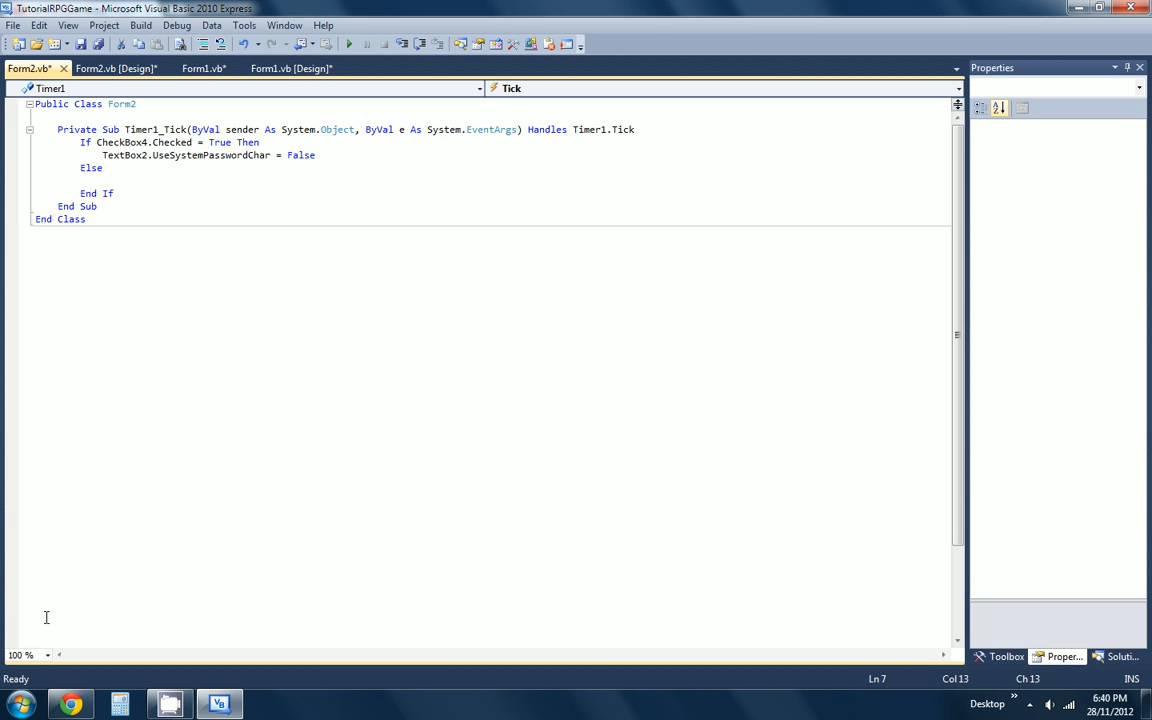 TutorialRPGGame - Microsoft Visual Basic 2010 Express
File Edit View Project Build Debug Data Tools Window Help
Form2.vb* Form2.vb [Design]* Form1.vb* Form1.vb [Design]*
Timer1 Tick
Public Class Form2
Private Sub Timer1_Tick(ByVal sender As System.Object, ByVal e As System.EventArgs) Handles Timer1.Tick
If CheckBox4.Checked = True Then
TextBox2.UseSystemPasswordChar = False
Else
End If
End Sub
End Class
100 %
Properties
Toolbox Proper... Soluti...
Ready Ln 7 Col 13 Ch 13 INS
Desktop 6:40 PM
28/11/2012